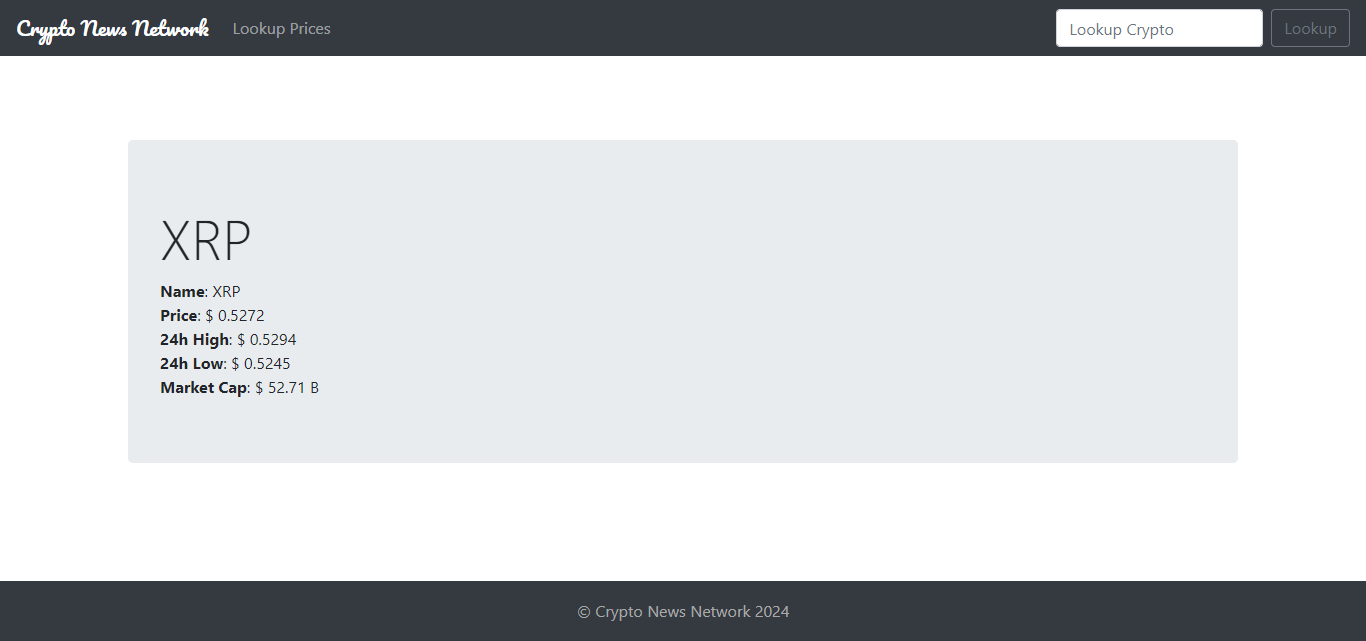 Crypto News Network Lookup Prices Lookup Crypto Lookup
XRP
Name: XRP
Price: $ 0.5272
24h High: $ 0.5294
24h Low: $ 0.5245
Market Cap: $ 52.71 B
© Crypto News Network 2024